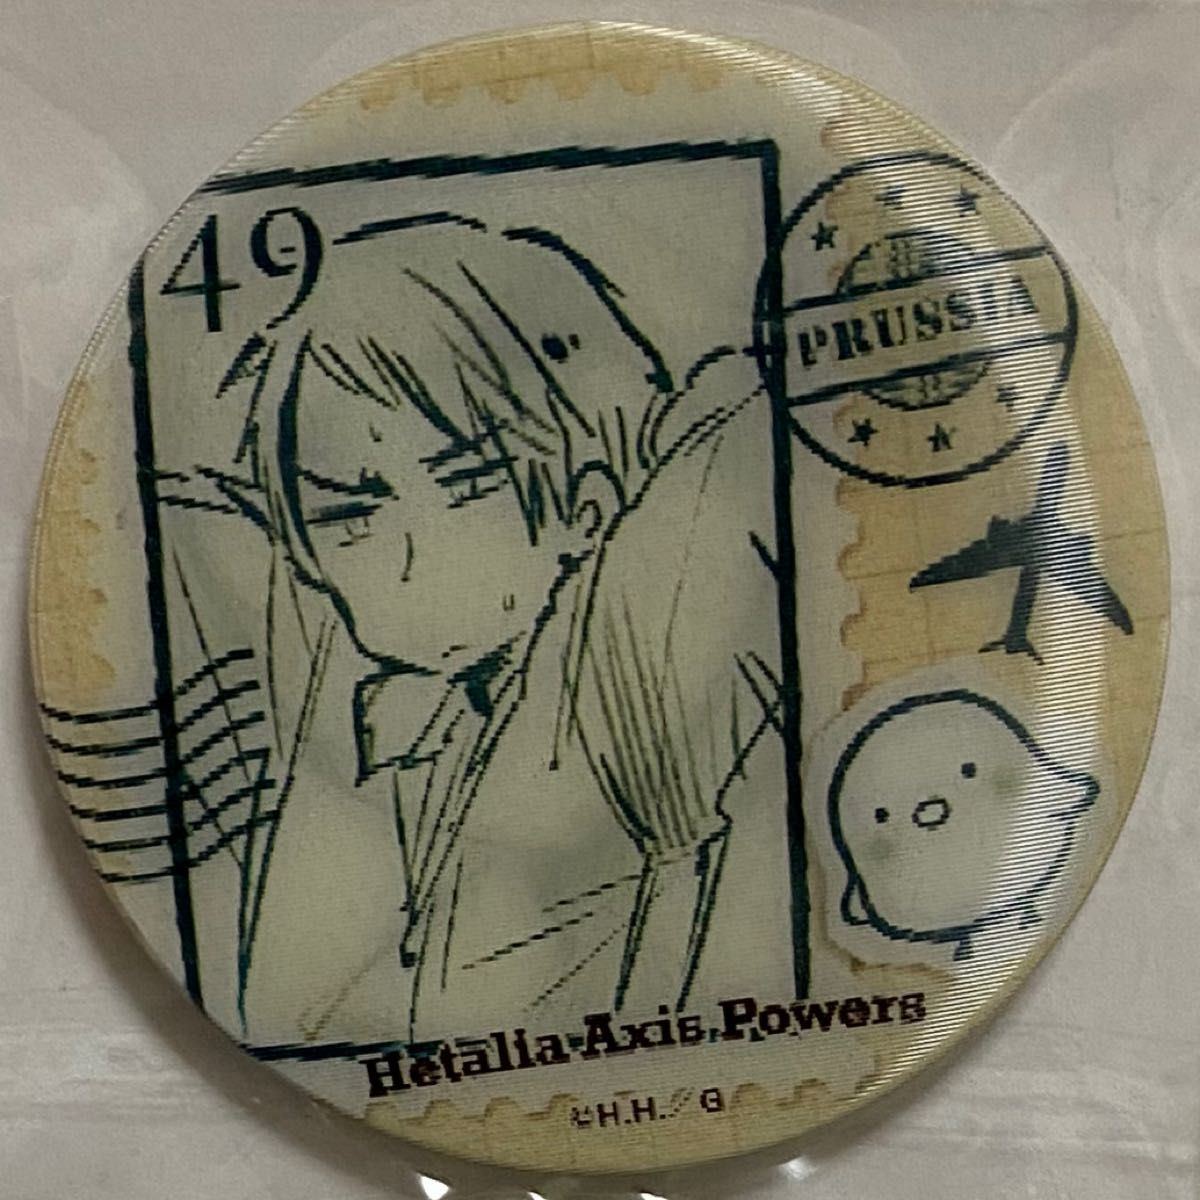 49
PRUSSIA
Hetalia Axis Powers
©H.H./G